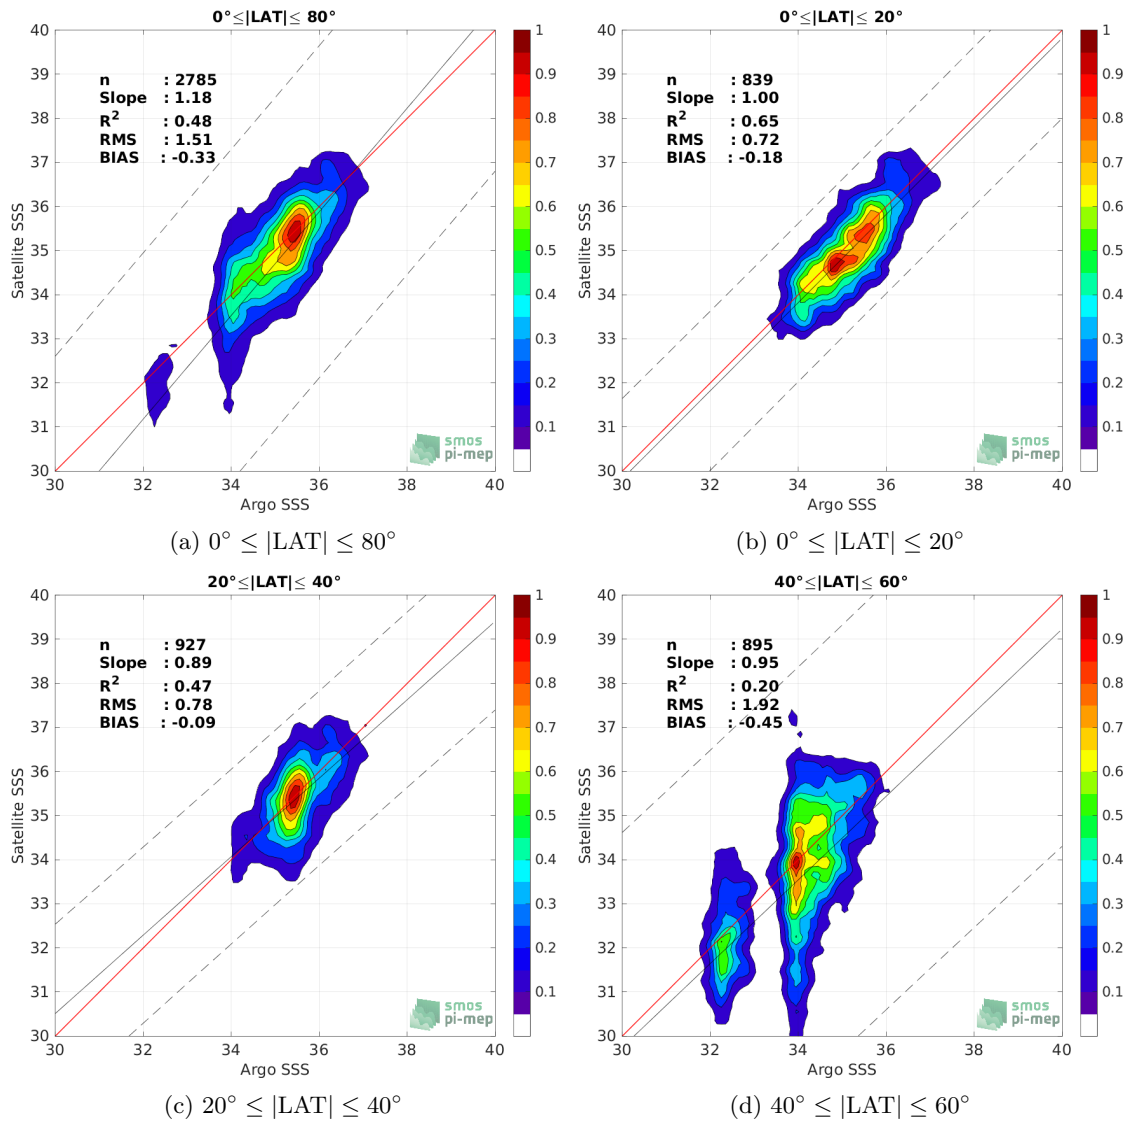 0°≤|LAT|≤ 80°
40
39
38
37
36
35
34
33
32
31
30
Satellite SSS
n : 2785
Slope : 1.18
R² : 0.48
RMS : 1.51
BIAS : -0.33
smos
pi-mep
30 32 34 36 38 40
Argo SSS
1
0.9
0.8
0.7
0.6
0.5
0.4
0.3
0.2
0.1
(a) 0° ≤ |LAT| ≤ 80°
0°≤|LAT|≤ 20°
40
39
38
37
36
35
34
33
32
31
30
Satellite SSS
n : 839
Slope : 1.00
R² : 0.65
RMS : 0.72
BIAS : -0.18
smos
pi-mep
30 32 34 36 38 40
Argo SSS
1
0.9
0.8
0.7
0.6
0.5
0.4
0.3
0.2
0.1
(b) 0° ≤ |LAT| ≤ 20°
20°≤|LAT|≤ 40°
40
39
38
37
36
35
34
33
32
31
30
Satellite SSS
n : 927
Slope : 0.89
R² : 0.47
RMS : 0.78
BIAS : -0.09
smos
pi-mep
30 32 34 36 38 40
Argo SSS
1
0.9
0.8
0.7
0.6
0.5
0.4
0.3
0.2
0.1
(c) 20° ≤ |LAT| ≤ 40°
40°≤|LAT|≤ 60°
40
39
38
37
36
35
34
33
32
31
30
Satellite SSS
n : 895
Slope : 0.95
R² : 0.20
RMS : 1.92
BIAS : -0.45
smos
pi-mep
30 32 34 36 38 40
Argo SSS
1
0.9
0.8
0.7
0.6
0.5
0.4
0.3
0.2
0.1
(d) 40° ≤ |LAT| ≤ 60°